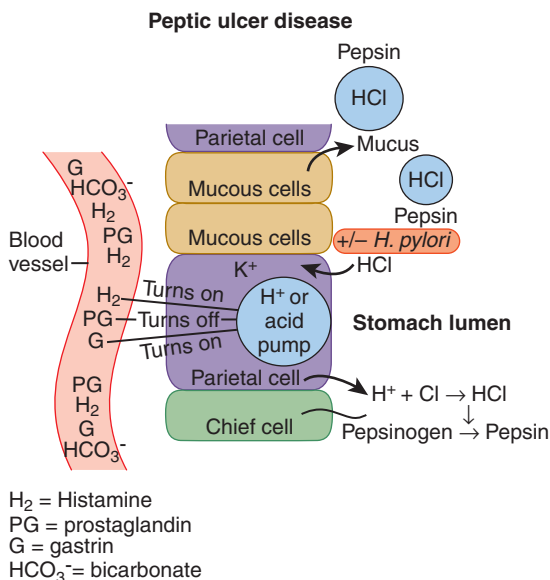 Peptic ulcer disease
Pepsin
HCl
Parietal cell
Mucus
G
HCO₃⁻
H₂
PG
H₂
Mucous cells
HCl
Pepsin
Blood
vessel
Mucous cells
+/– H. pylori
K⁺
HCl
H₂
Turns on
H⁺ or
acid
pump
PG
Turns off
G
Turns on
Stomach lumen
PG
H₂
G
HCO₃⁻
Parietal cell
H⁺ + Cl → HCl
↓
Chief cell
Pepsinogen → Pepsin
H₂ = Histamine
PG = prostaglandin
G = gastrin
HCO₃⁻= bicarbonate